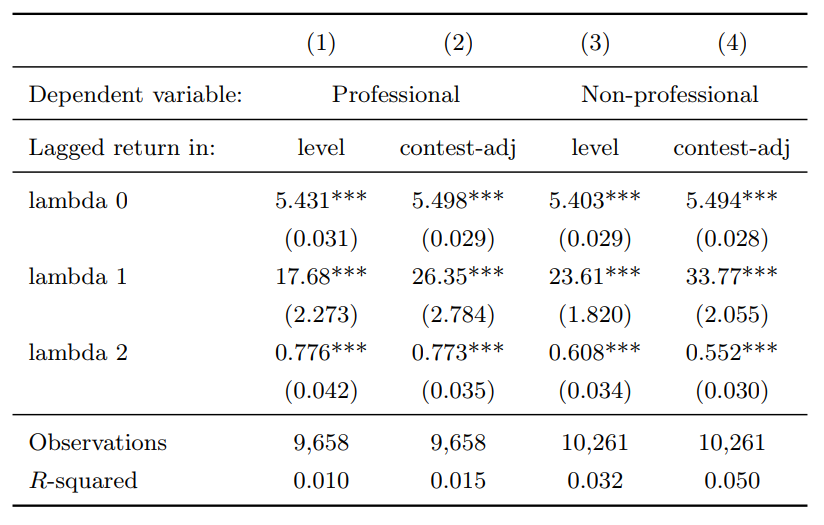 (1) (2) (3) (4)
Dependent variable: Professional Non-professional
Lagged return in: level contest-adj level contest-adj
lambda 0 5.431*** 5.498*** 5.403*** 5.494***
(0.031) (0.029) (0.029) (0.028)
lambda 1 17.68*** 26.35*** 23.61*** 33.77***
(2.273) (2.784) (1.820) (2.055)
lambda 2 0.776*** 0.773*** 0.608*** 0.552***
(0.042) (0.035) (0.034) (0.030)
Observations 9,658 9,658 10,261 10,261
R-squared 0.010 0.015 0.032 0.050